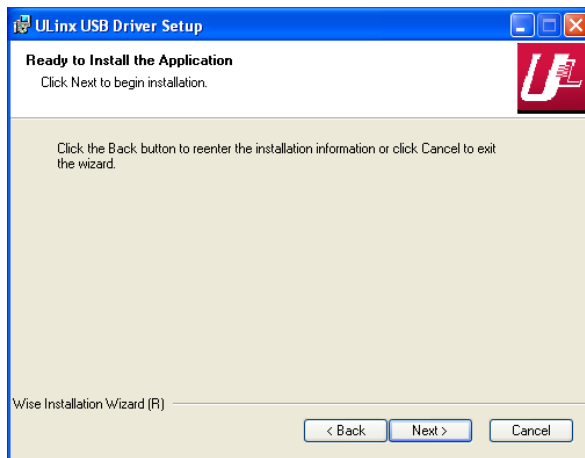 ULinx USB Driver Setup
Ready to Install the Application
Click Next to begin installation.
UL
Click the Back button to reenter the installation information or click Cancel to exit
the wizard.
Wise Installation Wizard (R)
< Back Next > Cancel